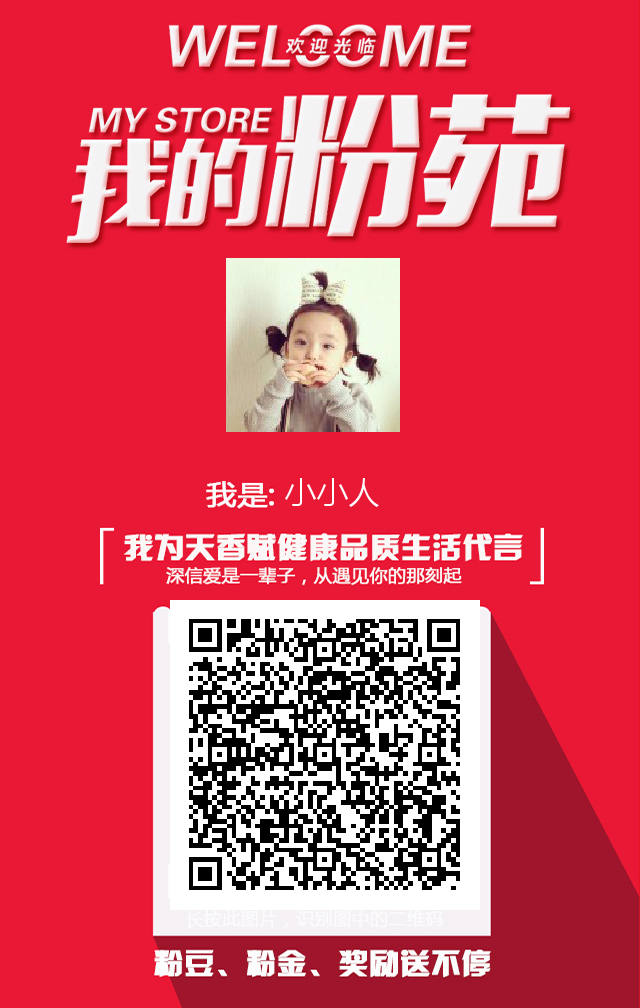 WELCOME
欢迎光临
MY STORE
我的粉苑
我是: 小小人
我为天香赋健康品质生活代言
深信爱是一辈子，从遇见你的那刻起
长按此图片，识别图中的二维码
粉豆、粉金、奖励送不停